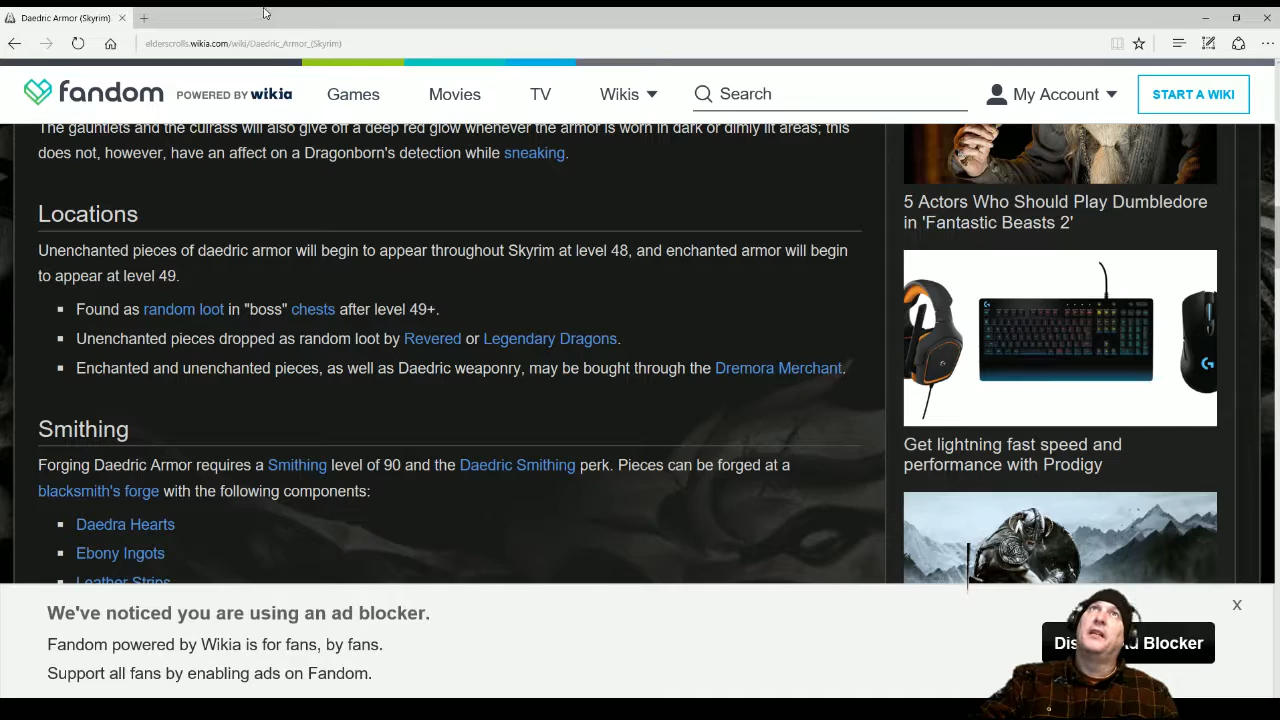 Daedric Armor (Skyrim)
elderscrolls.wikia.com/wiki/Daedric_Armor_(Skyrim)
fandom POWERED BY wikia Games Movies TV Wikis Search My Account START A WIKI
The gauntlets and the cuirass will also give off a deep red glow whenever the armor is worn in dark or dimly lit areas; this
does not, however, have an affect on a Dragonborn's detection while sneaking.
Locations
Unenchanted pieces of daedric armor will begin to appear throughout Skyrim at level 48, and enchanted armor will begin
to appear at level 49.
Found as random loot in "boss" chests after level 49+.
Unenchanted pieces dropped as random loot by Revered or Legendary Dragons.
Enchanted and unenchanted pieces, as well as Daedric weaponry, may be bought through the Dremora Merchant.
Smithing
Forging Daedric Armor requires a Smithing level of 90 and the Daedric Smithing perk. Pieces can be forged at a
blacksmith's forge with the following components:
Daedra Hearts
Ebony Ingots
Leather Strips
5 Actors Who Should Play Dumbledore
in 'Fantastic Beasts 2'
Get lightning fast speed and
performance with Prodigy
We've noticed you are using an ad blocker.
X
Fandom powered by Wikia is for fans, by fans.
Support all fans by enabling ads on Fandom.
Blocker